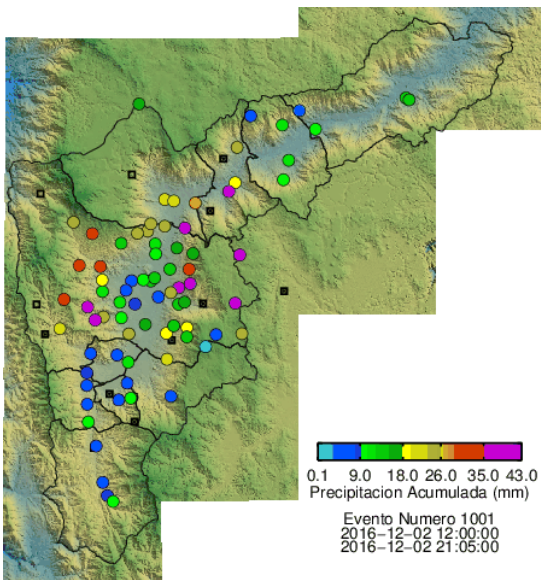 0.1 9.0 18.0 26.0 35.0 43.0
Precipitacion Acumulada (mm)
Evento Numero 1001
2016−12−02 12:00:00
2016−12−02 21:05:00